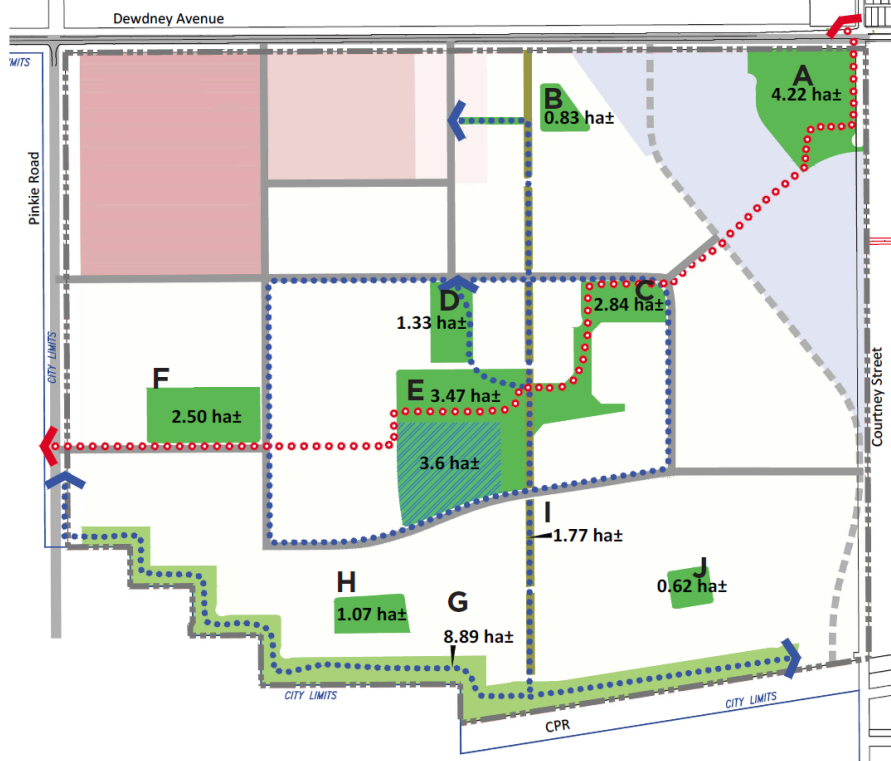 Dewdney Avenue
IMITS
A
4.22 ha±
B
0.83 ha±
Pinkie Road
C
2.84 ha±
D
1.33 ha±
CITY LIMITS
F
2.50 ha±
E
3.47 ha±
Courtney Street
3.6 ha±
I
1.77 ha±
H
1.07 ha±
G
8.89 ha±
J
0.62 ha±
CITY LIMITS
CITY LIMITS
CPR